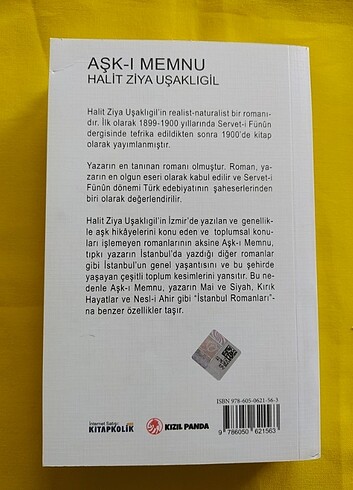 AŞK-I MEMNU
HALİT ZİYA UŞAKLIGİL
Halit Ziya Uşaklıgil'in realist-naturalist bir romanı-
dır. İlk olarak 1899-1900 yıllarında Servet-i Fünûn
dergisinde tefrika edildikten sonra 1900'de kitap
olarak yayımlanmıştır.
Yazarın en tanınan romanı olmuştur. Roman, ya-
zarın en olgun eseri olarak kabul edilir ve Servet-i
Fünûn dönemi Türk edebiyatının şaheserlerinden
biri olarak değerlendirilir.
Halit Ziya Uşaklıgil'in İzmir'de yazılan ve genellik-
le aşk hikâyelerini konu eden ve toplumsal konu-
ları işlemeyen romanlarının aksine Aşk-ı Memnu,
tıpkı yazarın İstanbul'da yazdığı diğer romanlar
gibi İstanbul'un genel yaşantısını ve bu şehirde
yaşayan çeşitli toplum kesimlerini yansıtır. Bu ne-
denle Aşk-ı Memnu, yazarın Mai ve Siyah, Kırık
Hayatlar ve Nesl-i Ahir gibi "İstanbul Romanları"-
na benzer özellikler taşır.
ISBN 978-605-0621-56-3
İnternet Satışı:
KITAPKOLİK
KIZIL PANDA
9 786050 621563